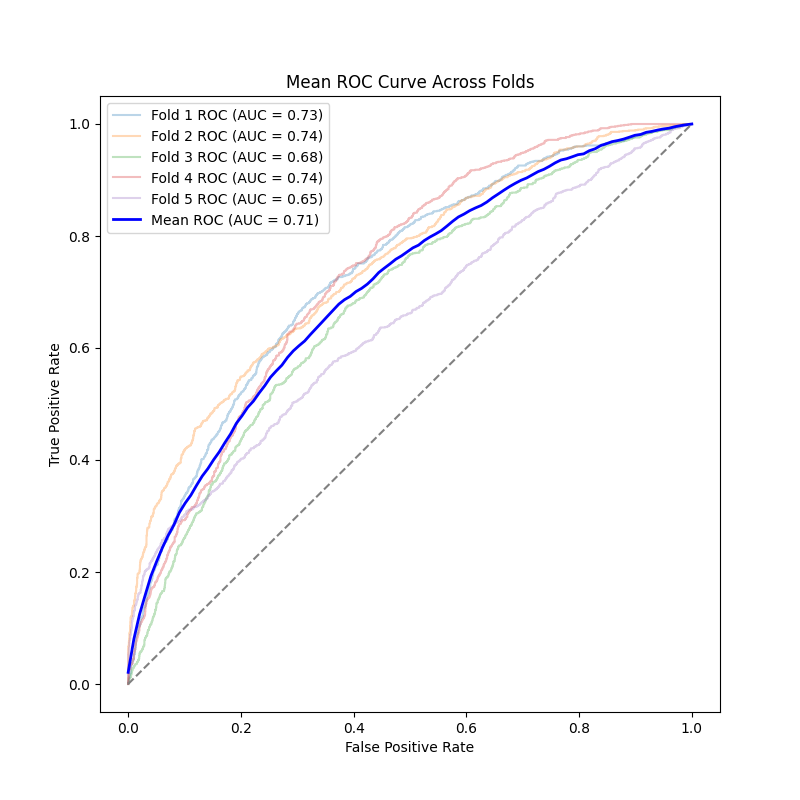 Mean ROC Curve Across Folds
Fold 1 ROC (AUC = 0.73)
Fold 2 ROC (AUC = 0.74)
Fold 3 ROC (AUC = 0.68)
Fold 4 ROC (AUC = 0.74)
Fold 5 ROC (AUC = 0.65)
Mean ROC (AUC = 0.71)
True Positive Rate
1.0
0.8
0.6
0.4
0.2
0.0
0.0 0.2 0.4 0.6 0.8 1.0
False Positive Rate